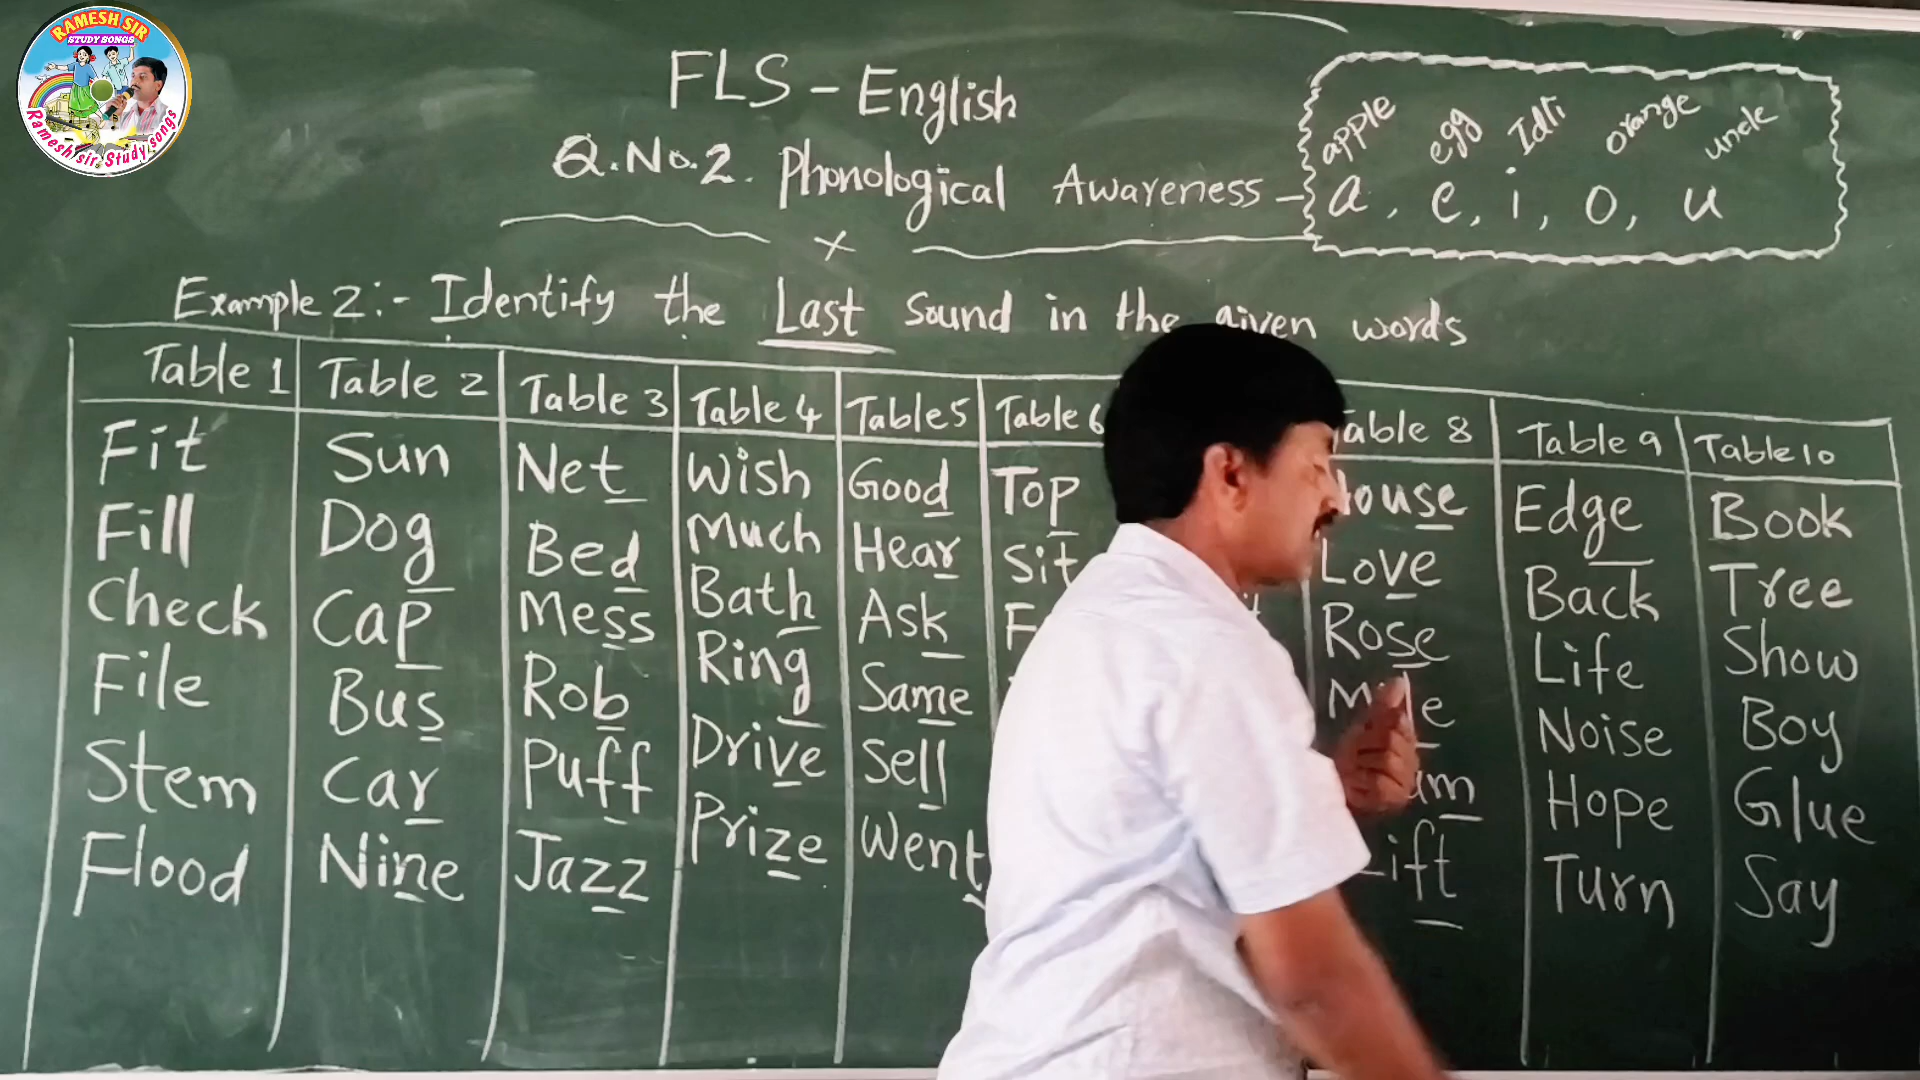 RAMESH SIR
STUDY SONGS
Ramesh sir Study songs
FLS - English
Q.No.2. Phonological Awareness - a, e, i, o, u
apple egg Idli orange uncle
Example 2:- Identify the Last sound in the given words
Table 1 Table 2 Table 3 Table 4 Table 5 Table 6 Table 8 Table 9 Table 10
Fit Sun Net Wish Good Top House Edge Book
Fill Dog Bed Much Hear Sit Love Back Tree
Check Cap Mess Bath Ask Rose Life Show
File Bus Rob Ring Same Noise Boy
Stem Car Puff Drive Sell Hope Glue
Flood Nine Jazz Prize Went Lift Turn Say